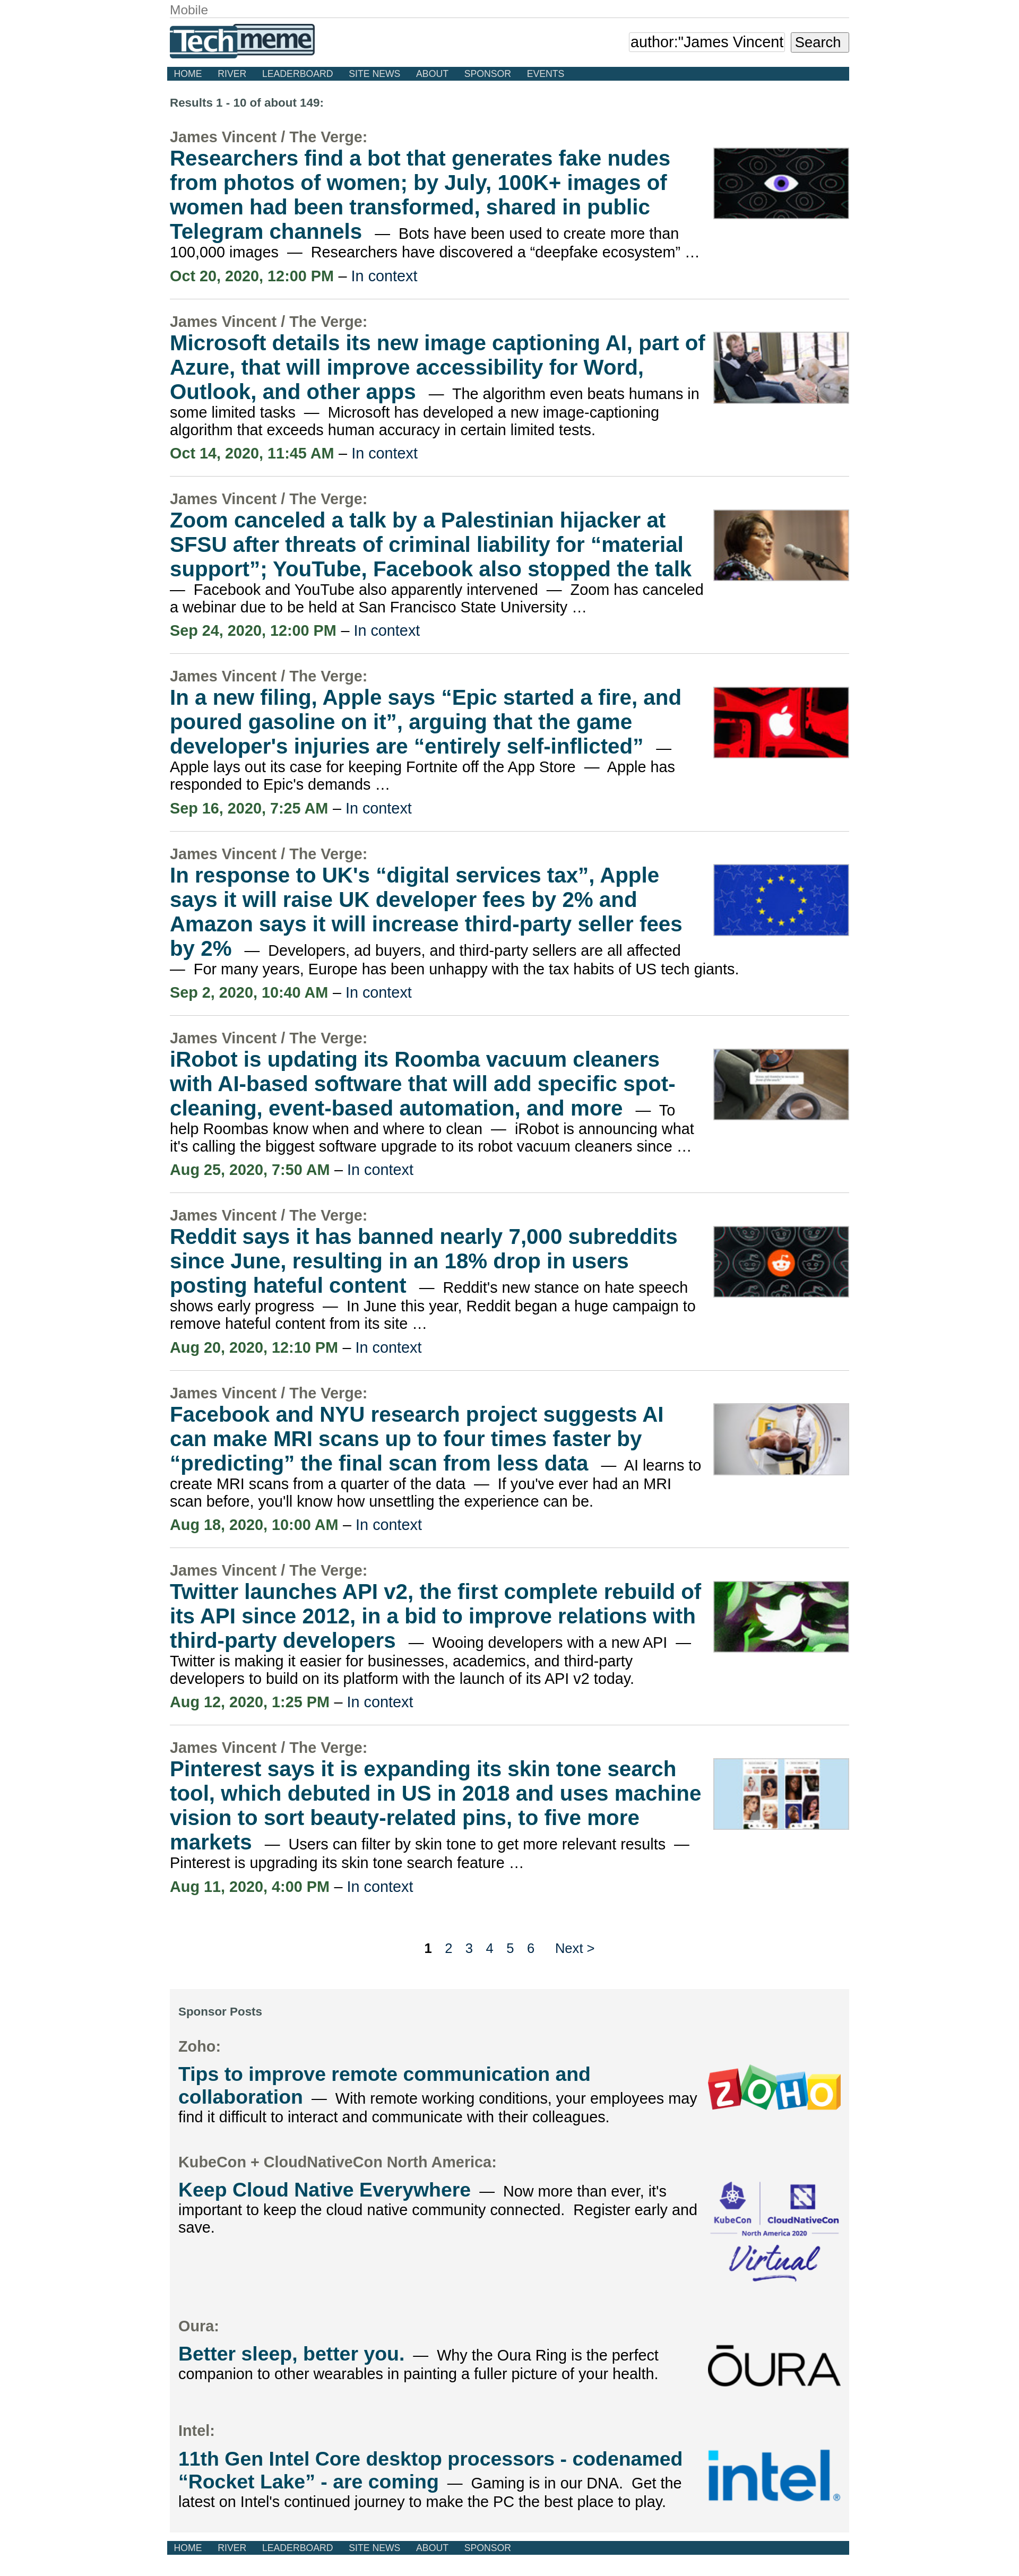 Mobile
Techmeme
author:"James Vincent
Search
HOME RIVER LEADERBOARD SITE NEWS ABOUT SPONSOR EVENTS
Results 1 - 10 of about 149:
James Vincent / The Verge:
Researchers find a bot that generates fake nudes
from photos of women; by July, 100K+ images of
women had been transformed, shared in public
Telegram channels — Bots have been used to create more than
100,000 images — Researchers have discovered a “deepfake ecosystem” …
Oct 20, 2020, 12:00 PM – In context
James Vincent / The Verge:
Microsoft details its new image captioning AI, part of
Azure, that will improve accessibility for Word,
Outlook, and other apps — The algorithm even beats humans in
some limited tasks — Microsoft has developed a new image-captioning
algorithm that exceeds human accuracy in certain limited tests.
Oct 14, 2020, 11:45 AM – In context
James Vincent / The Verge:
Zoom canceled a talk by a Palestinian hijacker at
SFSU after threats of criminal liability for “material
support”; YouTube, Facebook also stopped the talk
— Facebook and YouTube also apparently intervened — Zoom has canceled
a webinar due to be held at San Francisco State University …
Sep 24, 2020, 12:00 PM – In context
James Vincent / The Verge:
In a new filing, Apple says “Epic started a fire, and
poured gasoline on it”, arguing that the game
developer's injuries are “entirely self-inflicted” —
Apple lays out its case for keeping Fortnite off the App Store — Apple has
responded to Epic's demands …
Sep 16, 2020, 7:25 AM – In context
James Vincent / The Verge:
In response to UK's “digital services tax”, Apple
says it will raise UK developer fees by 2% and
Amazon says it will increase third-party seller fees
by 2% — Developers, ad buyers, and third-party sellers are all affected
— For many years, Europe has been unhappy with the tax habits of US tech giants.
Sep 2, 2020, 10:40 AM – In context
James Vincent / The Verge:
iRobot is updating its Roomba vacuum cleaners
with AI-based software that will add specific spot-
cleaning, event-based automation, and more — To
help Roombas know when and where to clean — iRobot is announcing what
it's calling the biggest software upgrade to its robot vacuum cleaners since …
Aug 25, 2020, 7:50 AM – In context
James Vincent / The Verge:
Reddit says it has banned nearly 7,000 subreddits
since June, resulting in an 18% drop in users
posting hateful content — Reddit's new stance on hate speech
shows early progress — In June this year, Reddit began a huge campaign to
remove hateful content from its site …
Aug 20, 2020, 12:10 PM – In context
James Vincent / The Verge:
Facebook and NYU research project suggests AI
can make MRI scans up to four times faster by
“predicting” the final scan from less data — AI learns to
create MRI scans from a quarter of the data — If you've ever had an MRI
scan before, you'll know how unsettling the experience can be.
Aug 18, 2020, 10:00 AM – In context
James Vincent / The Verge:
Twitter launches API v2, the first complete rebuild of
its API since 2012, in a bid to improve relations with
third-party developers — Wooing developers with a new API —
Twitter is making it easier for businesses, academics, and third-party
developers to build on its platform with the launch of its API v2 today.
Aug 12, 2020, 1:25 PM – In context
James Vincent / The Verge:
Pinterest says it is expanding its skin tone search
tool, which debuted in US in 2018 and uses machine
vision to sort beauty-related pins, to five more
markets — Users can filter by skin tone to get more relevant results —
Pinterest is upgrading its skin tone search feature …
Aug 11, 2020, 4:00 PM – In context
1 2 3 4 5 6 Next >
Sponsor Posts
Zoho:
Tips to improve remote communication and
collaboration — With remote working conditions, your employees may
find it difficult to interact and communicate with their colleagues.
ZOHO
KubeCon + CloudNativeCon North America:
Keep Cloud Native Everywhere — Now more than ever, it's
important to keep the cloud native community connected. Register early and
save.
KubeCon CloudNativeCon
North America 2020
Virtual
Oura:
Better sleep, better you. — Why the Oura Ring is the perfect
companion to other wearables in painting a fuller picture of your health.
ŌURA
Intel:
11th Gen Intel Core desktop processors - codenamed
“Rocket Lake” - are coming — Gaming is in our DNA. Get the
latest on Intel's continued journey to make the PC the best place to play.
intel®
HOME RIVER LEADERBOARD SITE NEWS ABOUT SPONSOR